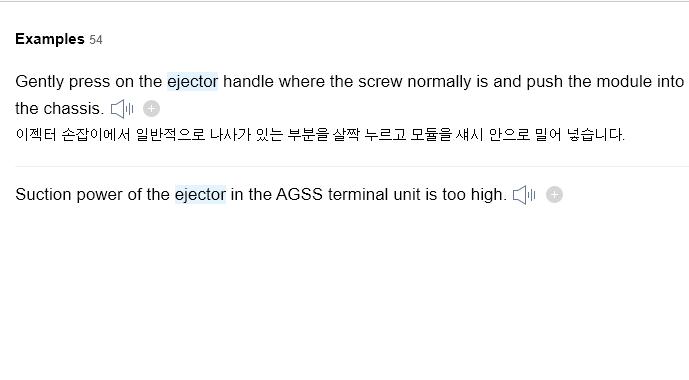 Examples 54
Gently press on the ejector handle where the screw normally is and push the module into
the chassis.
이젝터 손잡이에서 일반적으로 나사가 있는 부분을 살짝 누르고 모듈을 섀시 안으로 밀어 넣습니다.
Suction power of the ejector in the AGSS terminal unit is too high.